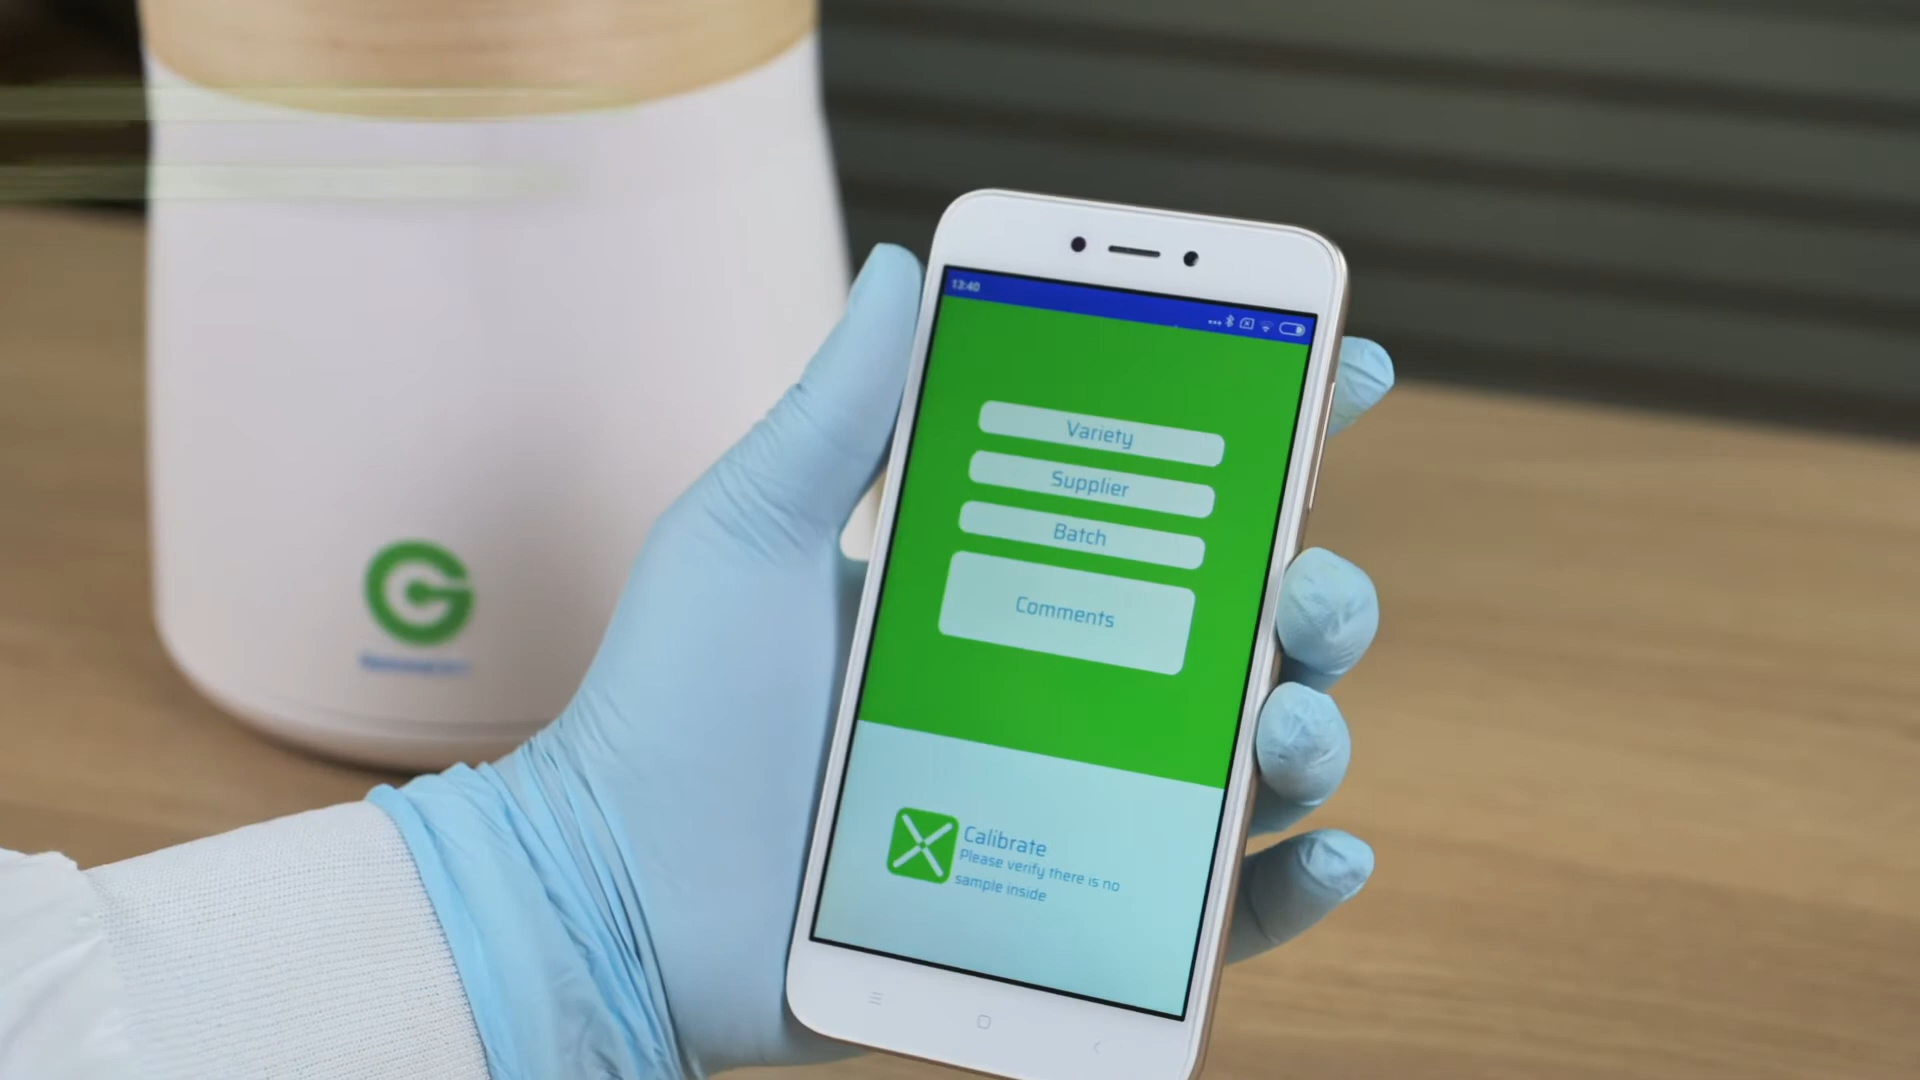 13:40
Variety
Supplier
Batch
Comments
Calibrate
Please verify there is no
sample inside